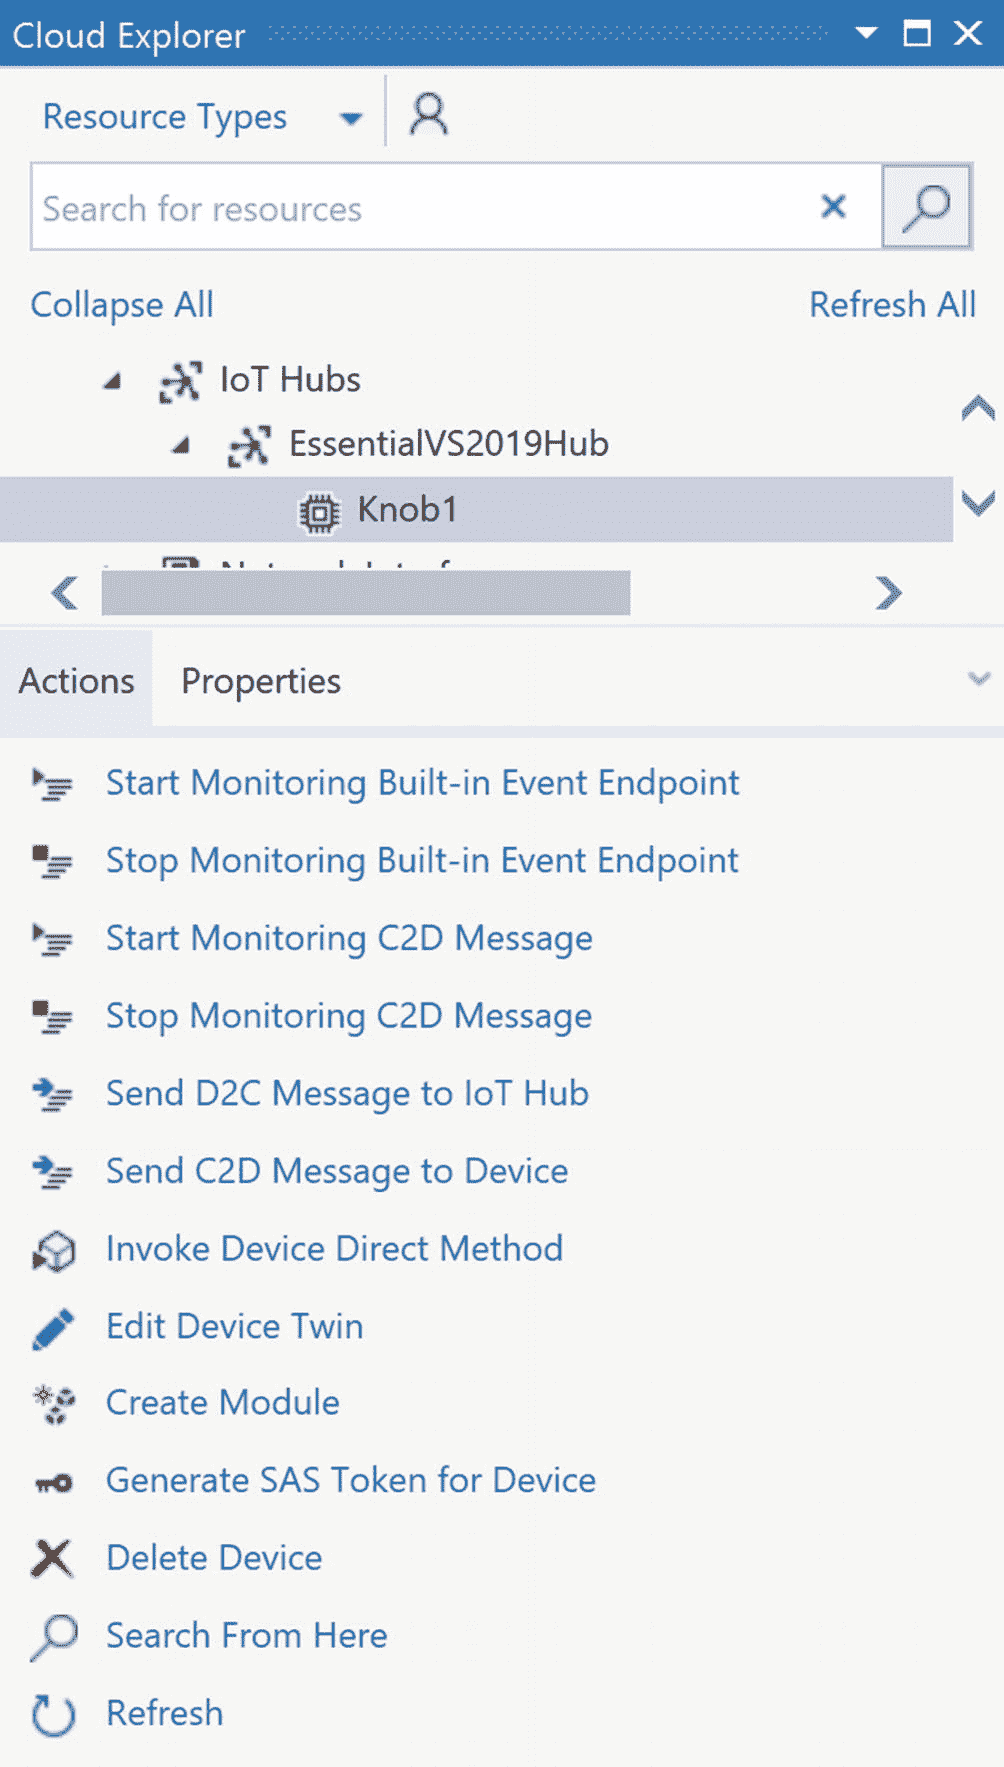 Cloud Explorer
Resource Types
Search for resources
Collapse All Refresh All
IoT Hubs
EssentialVS2019Hub
Knob1
Actions Properties
Start Monitoring Built-in Event Endpoint
Stop Monitoring Built-in Event Endpoint
Start Monitoring C2D Message
Stop Monitoring C2D Message
Send D2C Message to IoT Hub
Send C2D Message to Device
Invoke Device Direct Method
Edit Device Twin
Create Module
Generate SAS Token for Device
Delete Device
Search From Here
Refresh